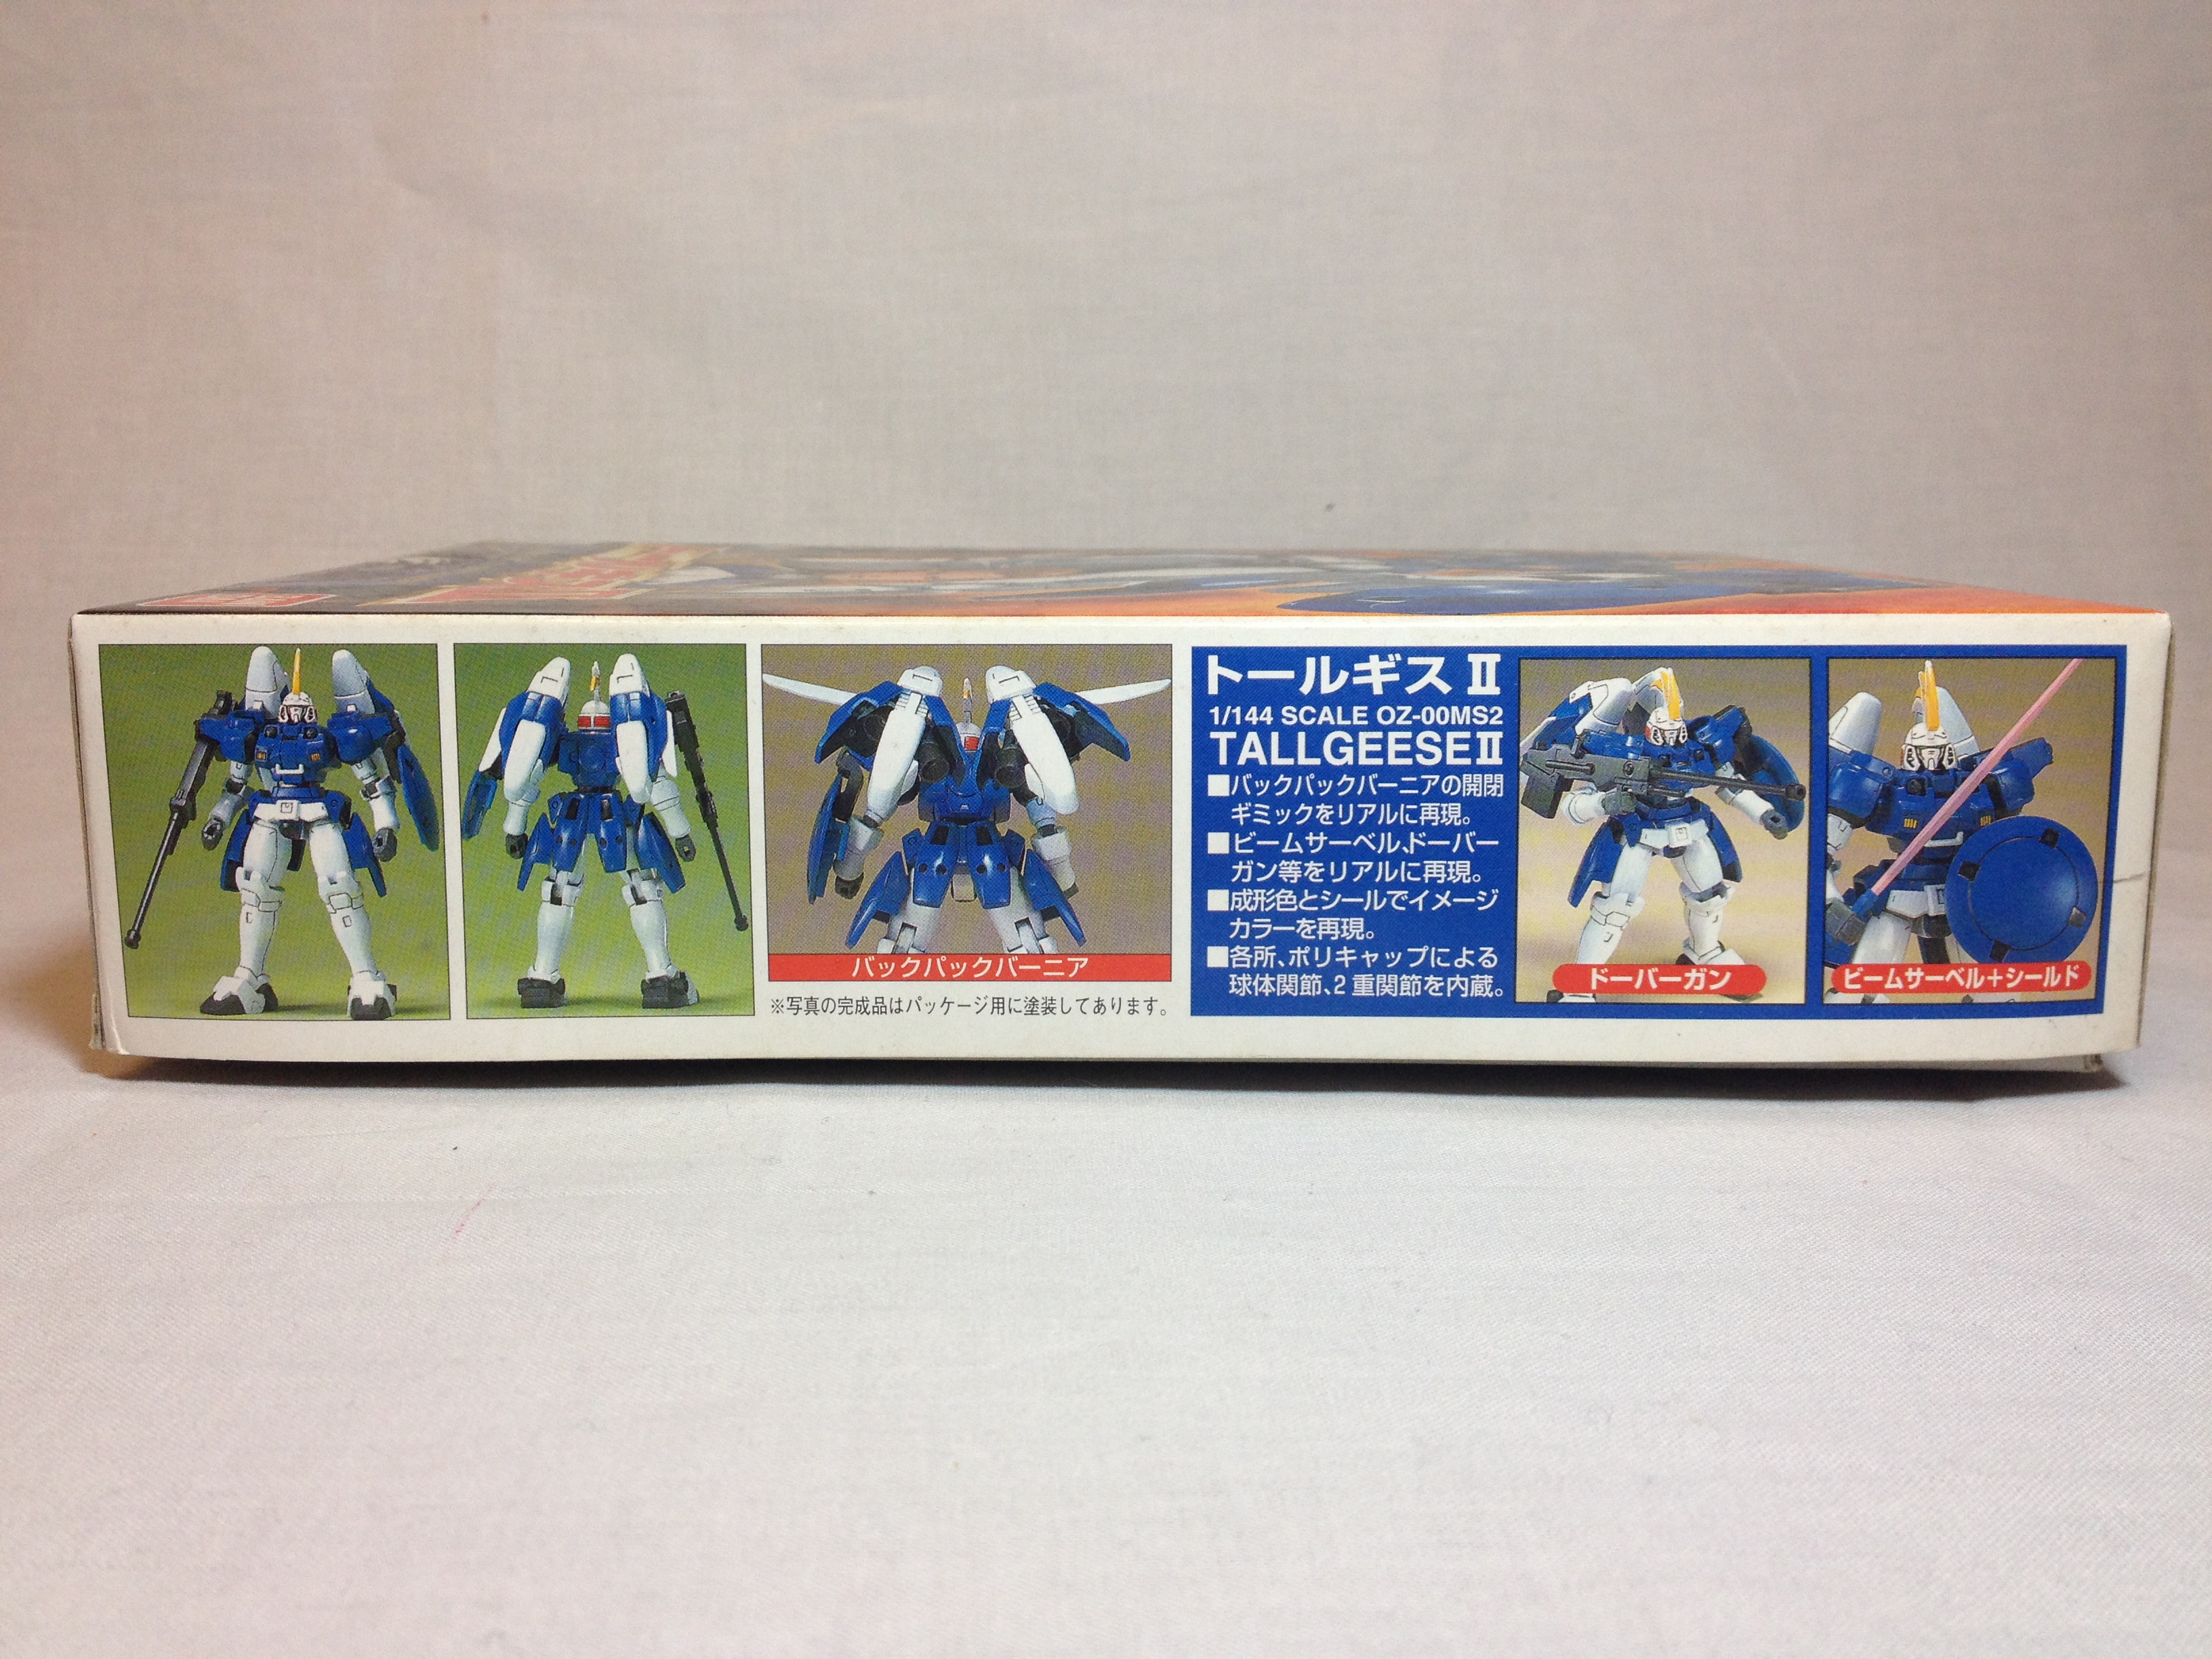 バックパックバーニア
※写真の完成品はパッケージ用に塗装してあります。
トールギスⅡ
1/144 SCALE OZ-00MS2
TALLGEESEⅡ
■バックパックバーニアの開閉
ギミックをリアルに再現。
■ビームサーベル、ドーバー
ガン等をリアルに再現。
■成形色とシールでイメージ
カラーを再現。
■各所、ポリキャップによる
球体関節、2重関節を内蔵。
ドーバーガン
ビームサーベル+シールド